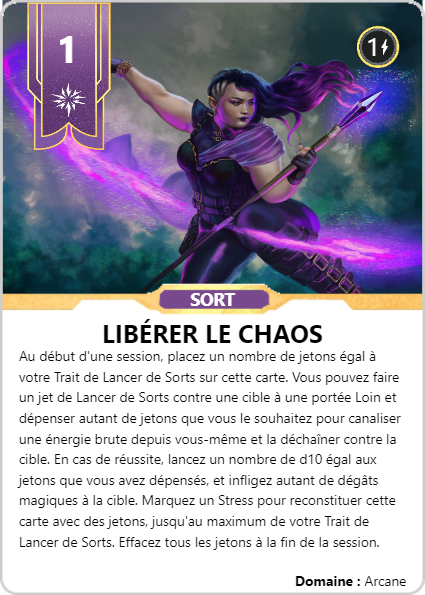 1
1
SORT
LIBÉRER LE CHAOS
Au début d'une session, placez un nombre de jetons égal à
votre Trait de Lancer de Sorts sur cette carte. Vous pouvez faire
un jet de Lancer de Sorts contre une cible à une portée Loin et
dépenser autant de jetons que vous le souhaitez pour canaliser
une énergie brute depuis vous-même et la déchaîner contre la
cible. En cas de réussite, lancez un nombre de d10 égal aux
jetons que vous avez dépensés, et infligez autant de dégâts
magiques à la cible. Marquez un Stress pour reconstituer cette
carte avec des jetons, jusqu'au maximum de votre Trait de
Lancer de Sorts. Effacez tous les jetons à la fin de la session.
Domaine : Arcane